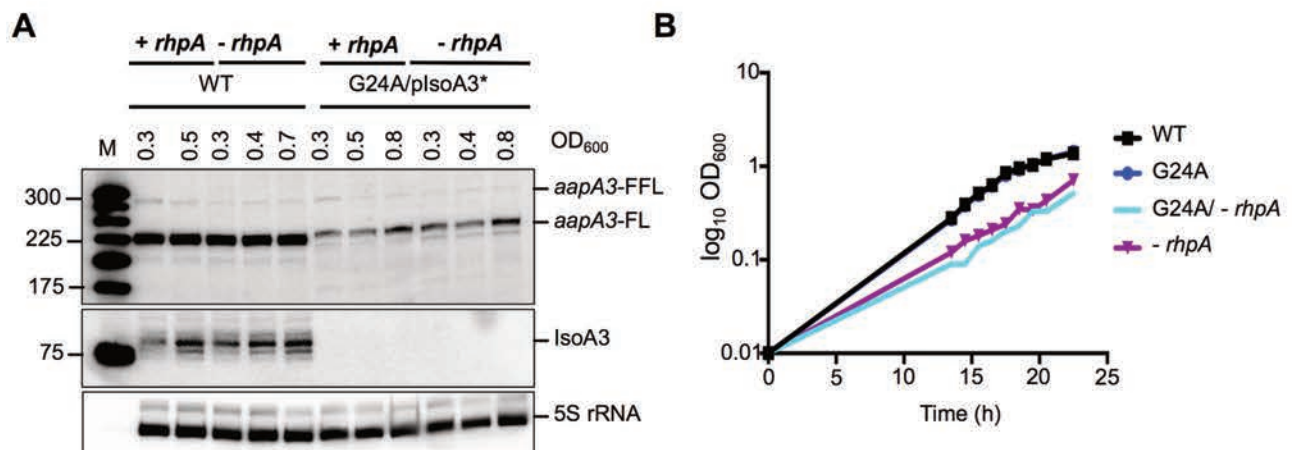 A
+ rhpA - rhpA + rhpA - rhpA
WT G24A/pIsoA3*
M 0.3 0.5 0.3 0.4 0.7 0.3 0.5 0.8 0.3 0.4 0.8 OD600
300
225
175
aapA3-FFL
aapA3-FL
75
IsoA3
5S rRNA
B
log10 OD600
10
1
0.1
0.01
0 5 10 15 20 25
Time (h)
WT
G24A
G24A/ - rhpA
- rhpA